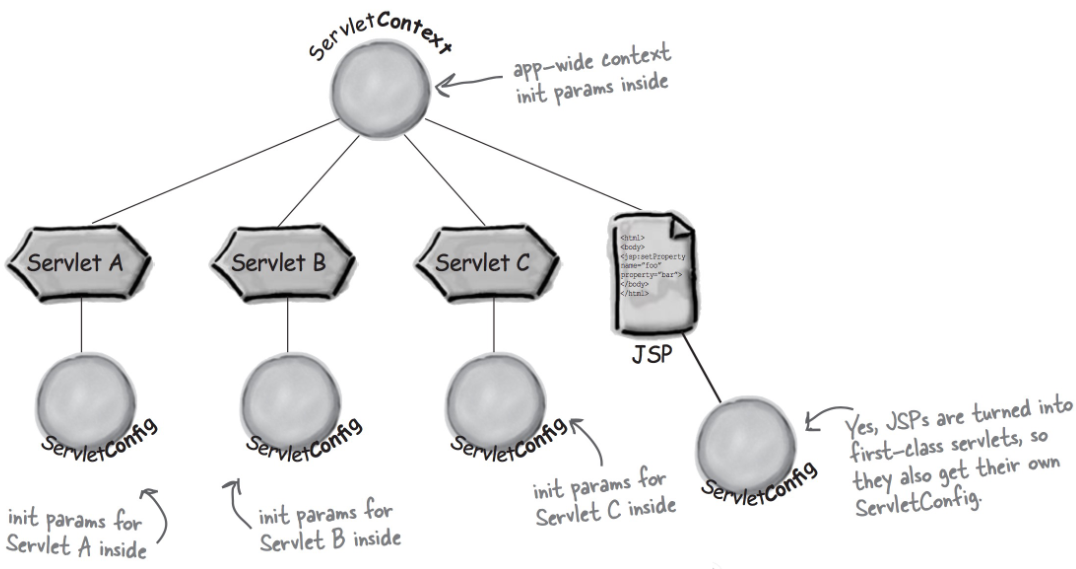 ServletContext
app-wide context
init params inside
Servlet A
Servlet B
Servlet C
<html>
<body>
<jsp:setProperty
name="foo"
property="bar">
</body>
</html>
JSP
ServletConfig
ServletConfig
ServletConfig
ServletConfig
init params for
Servlet A inside
init params for
Servlet B inside
init params for
Servlet C inside
Yes, JSPs are turned into
first-class servlets, so
they also get their own
ServletConfig.